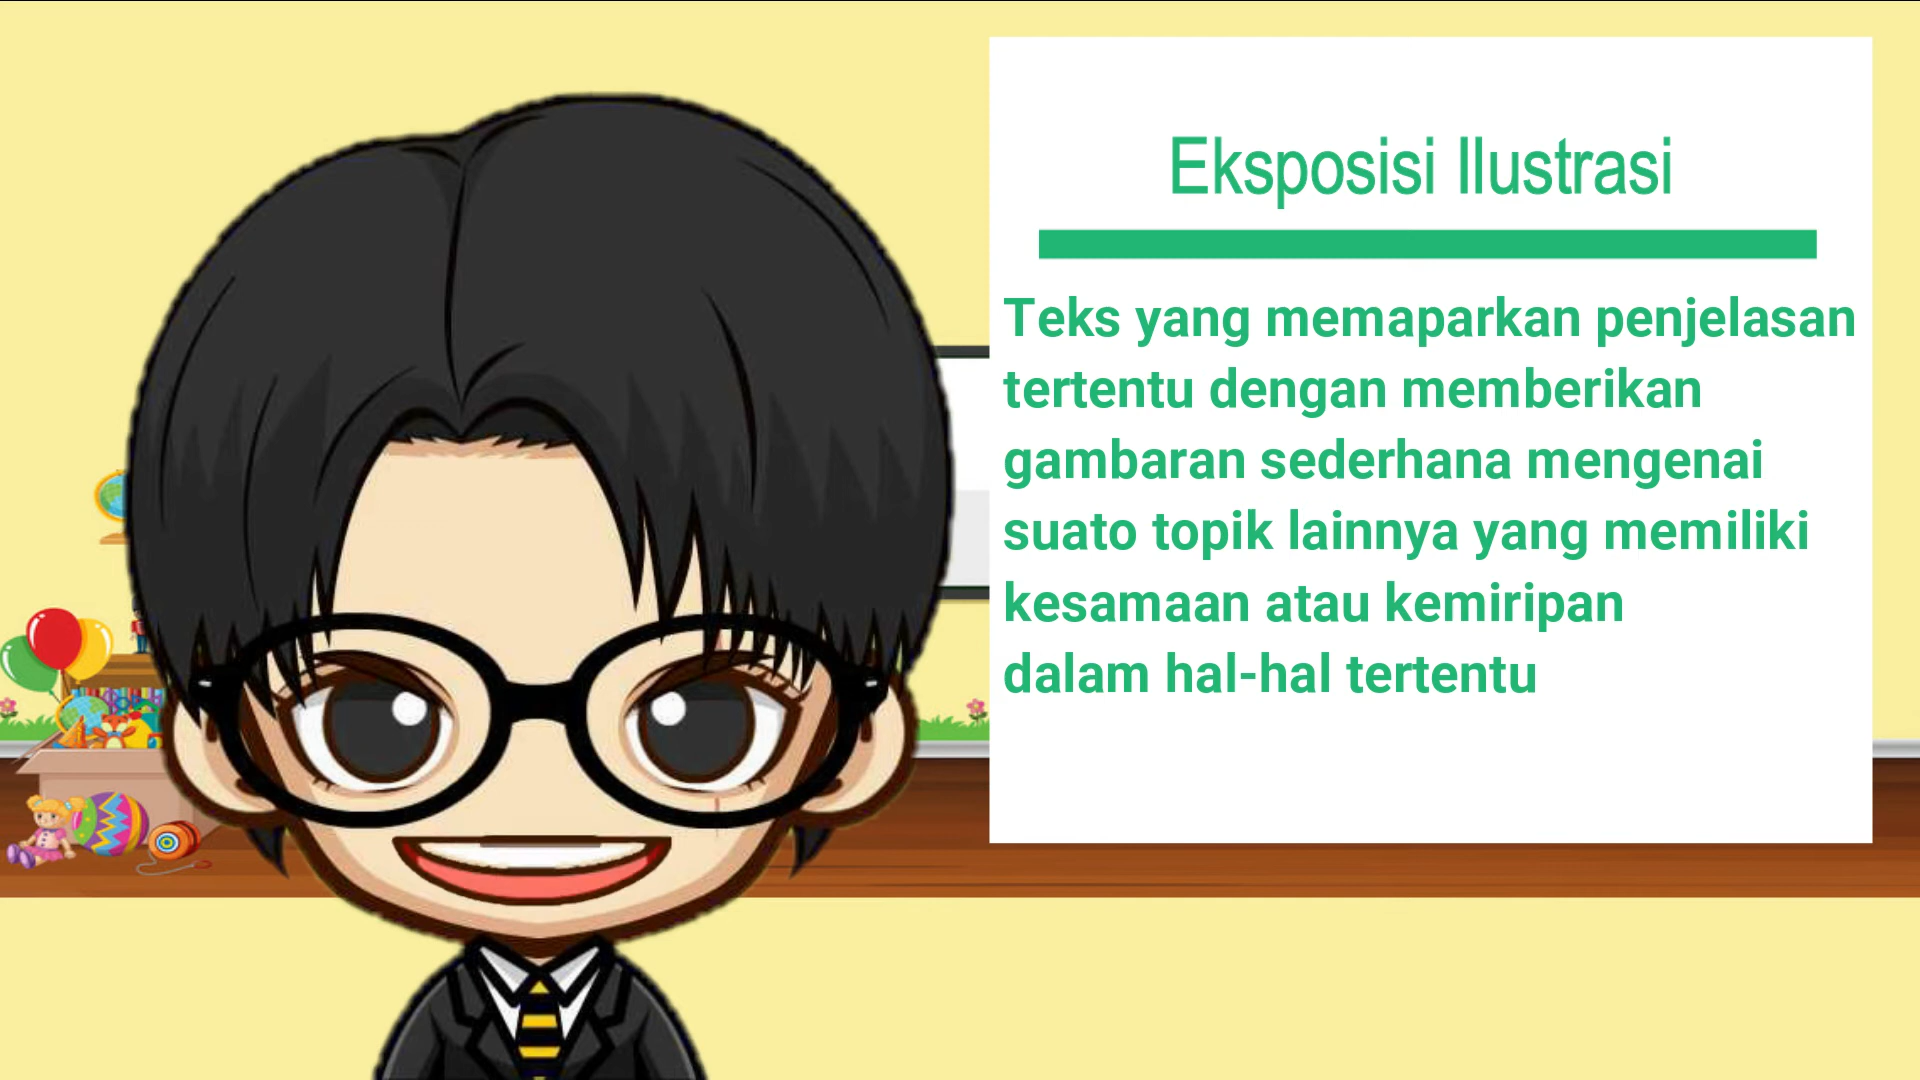 Eksposisi Ilustrasi
Teks yang memaparkan penjelasan
tertentu dengan memberikan
gambaran sederhana mengenai
suato topik lainnya yang memiliki
kesamaan atau kemiripan
dalam hal-hal tertentu